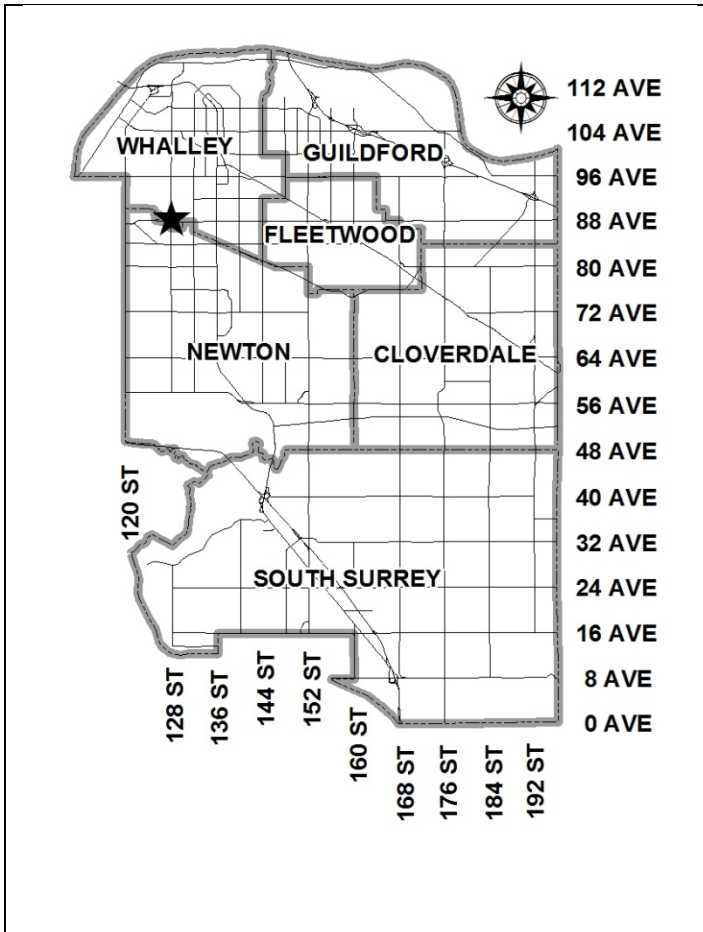 112 AVE
104 AVE
WHALLEY
GUILDFORD
96 AVE
88 AVE
FLEETWOOD
80 AVE
72 AVE
NEWTON
CLOVERDALE
64 AVE
56 AVE
48 AVE
120 ST
40 AVE
32 AVE
SOUTH SURREY
24 AVE
16 AVE
8 AVE
128 ST
136 ST
144 ST
152 ST
160 ST
0 AVE
168 ST
176 ST
184 ST
192 ST